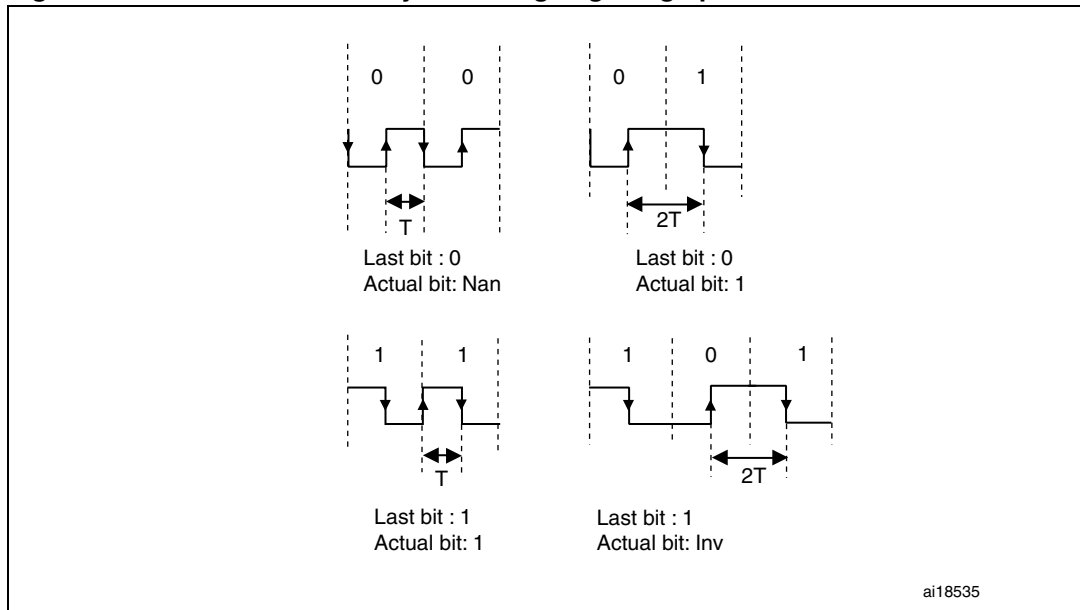 0 0
0 1
T
2T
Last bit : 0
Actual bit: Nan
Last bit : 0
Actual bit: 1
1 1
1 0 1
T
2T
Last bit : 1
Actual bit: 1
Last bit : 1
Actual bit: Inv
ai18535